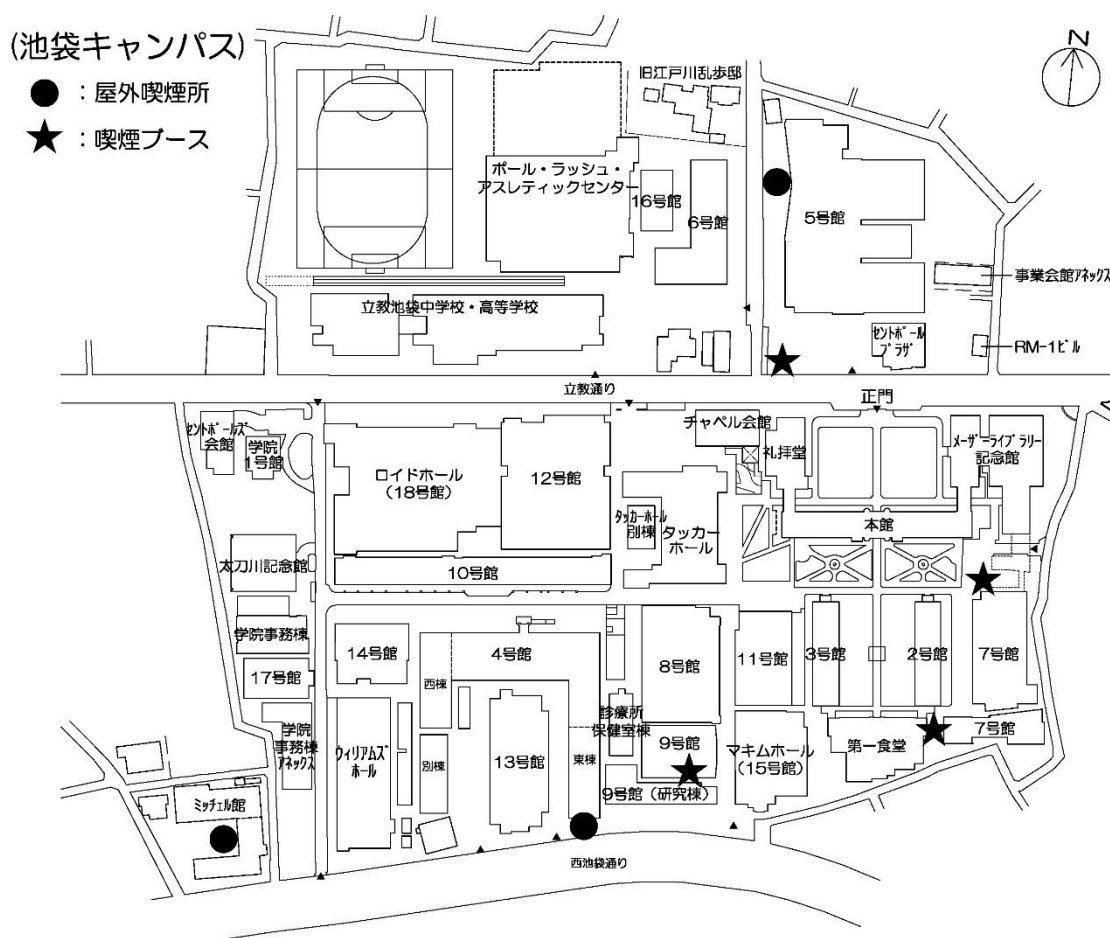 (池袋キャンパス)
N
● : 屋外喫煙所
★ : 喫煙ブース
旧江戸川乱歩邸
ポール・ラッシュ・
アスレティックセンター
16号館
6号館
5号館
事業会館ｱﾈｯｸｽ
立教池袋中学校・高等学校
ｾﾝﾄﾎﾟｰﾙ
ﾌﾟﾗｻﾞ
RM-1ﾋﾞﾙ
立教通り
正門
ｾﾝﾄﾎﾟｰﾙｽﾞ
会館
学院
1号館
ロイドホール
(18号館)
12号館
チャペル会館
礼拝堂
ﾒｰｻﾞｰﾗｲﾌﾞﾗﾘｰ
記念館
ﾀｯｶｰﾎｰﾙ
別棟
タッカー
ホール
本館
太刀川記念館
10号館
学院事務棟
14号館
4号館
西棟
8号館
11号館
3号館
2号館
7号館
17号館
学院
事務棟
ｱﾈｯｸｽ
ｳｨﾘｱﾑｽﾞ
ﾎｰﾙ
別棟
13号館
東棟
診療所
保健室棟
9号館
9号館（研究棟）
マキムホール
(15号館)
第一食堂
7号館
ﾐｯﾁｪﾙ館
西池袋通り